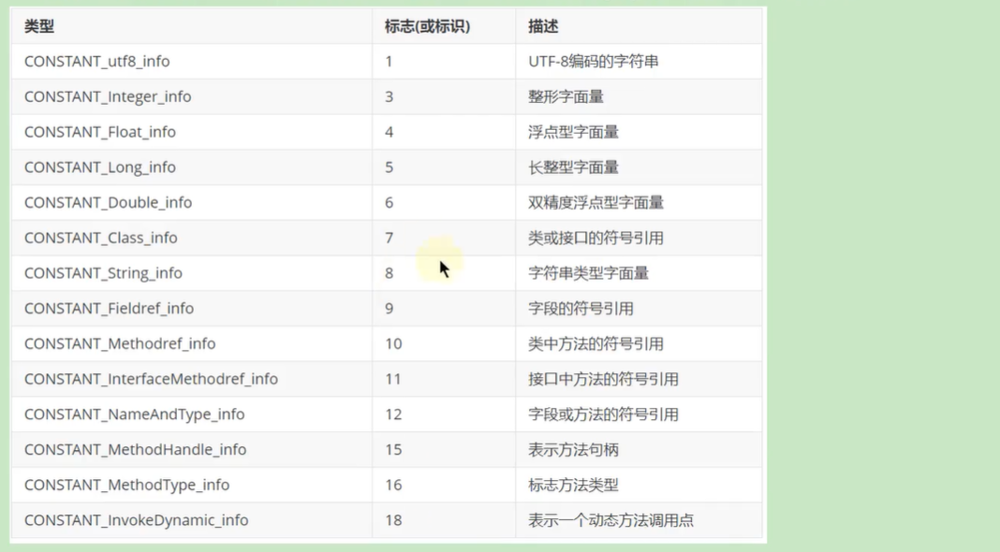 类型 标志(或标识) 描述
CONSTANT_utf8_info 1 UTF-8编码的字符串
CONSTANT_Integer_info 3 整形字面量
CONSTANT_Float_info 4 浮点型字面量
CONSTANT_Long_info 5 长整型字面量
CONSTANT_Double_info 6 双精度浮点型字面量
CONSTANT_Class_info 7 类或接口的符号引用
CONSTANT_String_info 8 字符串类型字面量
CONSTANT_Fieldref_info 9 字段的符号引用
CONSTANT_Methodref_info 10 类中方法的符号引用
CONSTANT_InterfaceMethodref_info 11 接口中方法的符号引用
CONSTANT_NameAndType_info 12 字段或方法的符号引用
CONSTANT_MethodHandle_info 15 表示方法句柄
CONSTANT_MethodType_info 16 标志方法类型
CONSTANT_InvokeDynamic_info 18 表示一个动态方法调用点